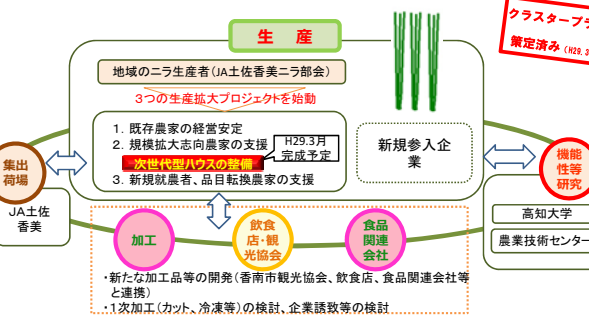 クラスタープラ
策定済み（H29.3
生 産
地域のニラ生産者(JA土佐香美ニラ部会)
3つの生産拡大プロジェクトを始動
1. 既存農家の経営安定
2. 規模拡大志向農家の支援
H29.3月
完成予定
次世代型ハウスの整備
3. 新規就農者、品目転換農家の支援
新規参入企
業
集出
荷場
JA土佐
香美
機能
性等
研究
高知大学
農業技術センター
加工
飲食
店・観
光協会
食品
関連
会社
・新たな加工品等の開発(香南市観光協会、飲食店、食品関連会社等
と連携)
・1次加工(カット、冷凍等)の検討、企業誘致等の検討